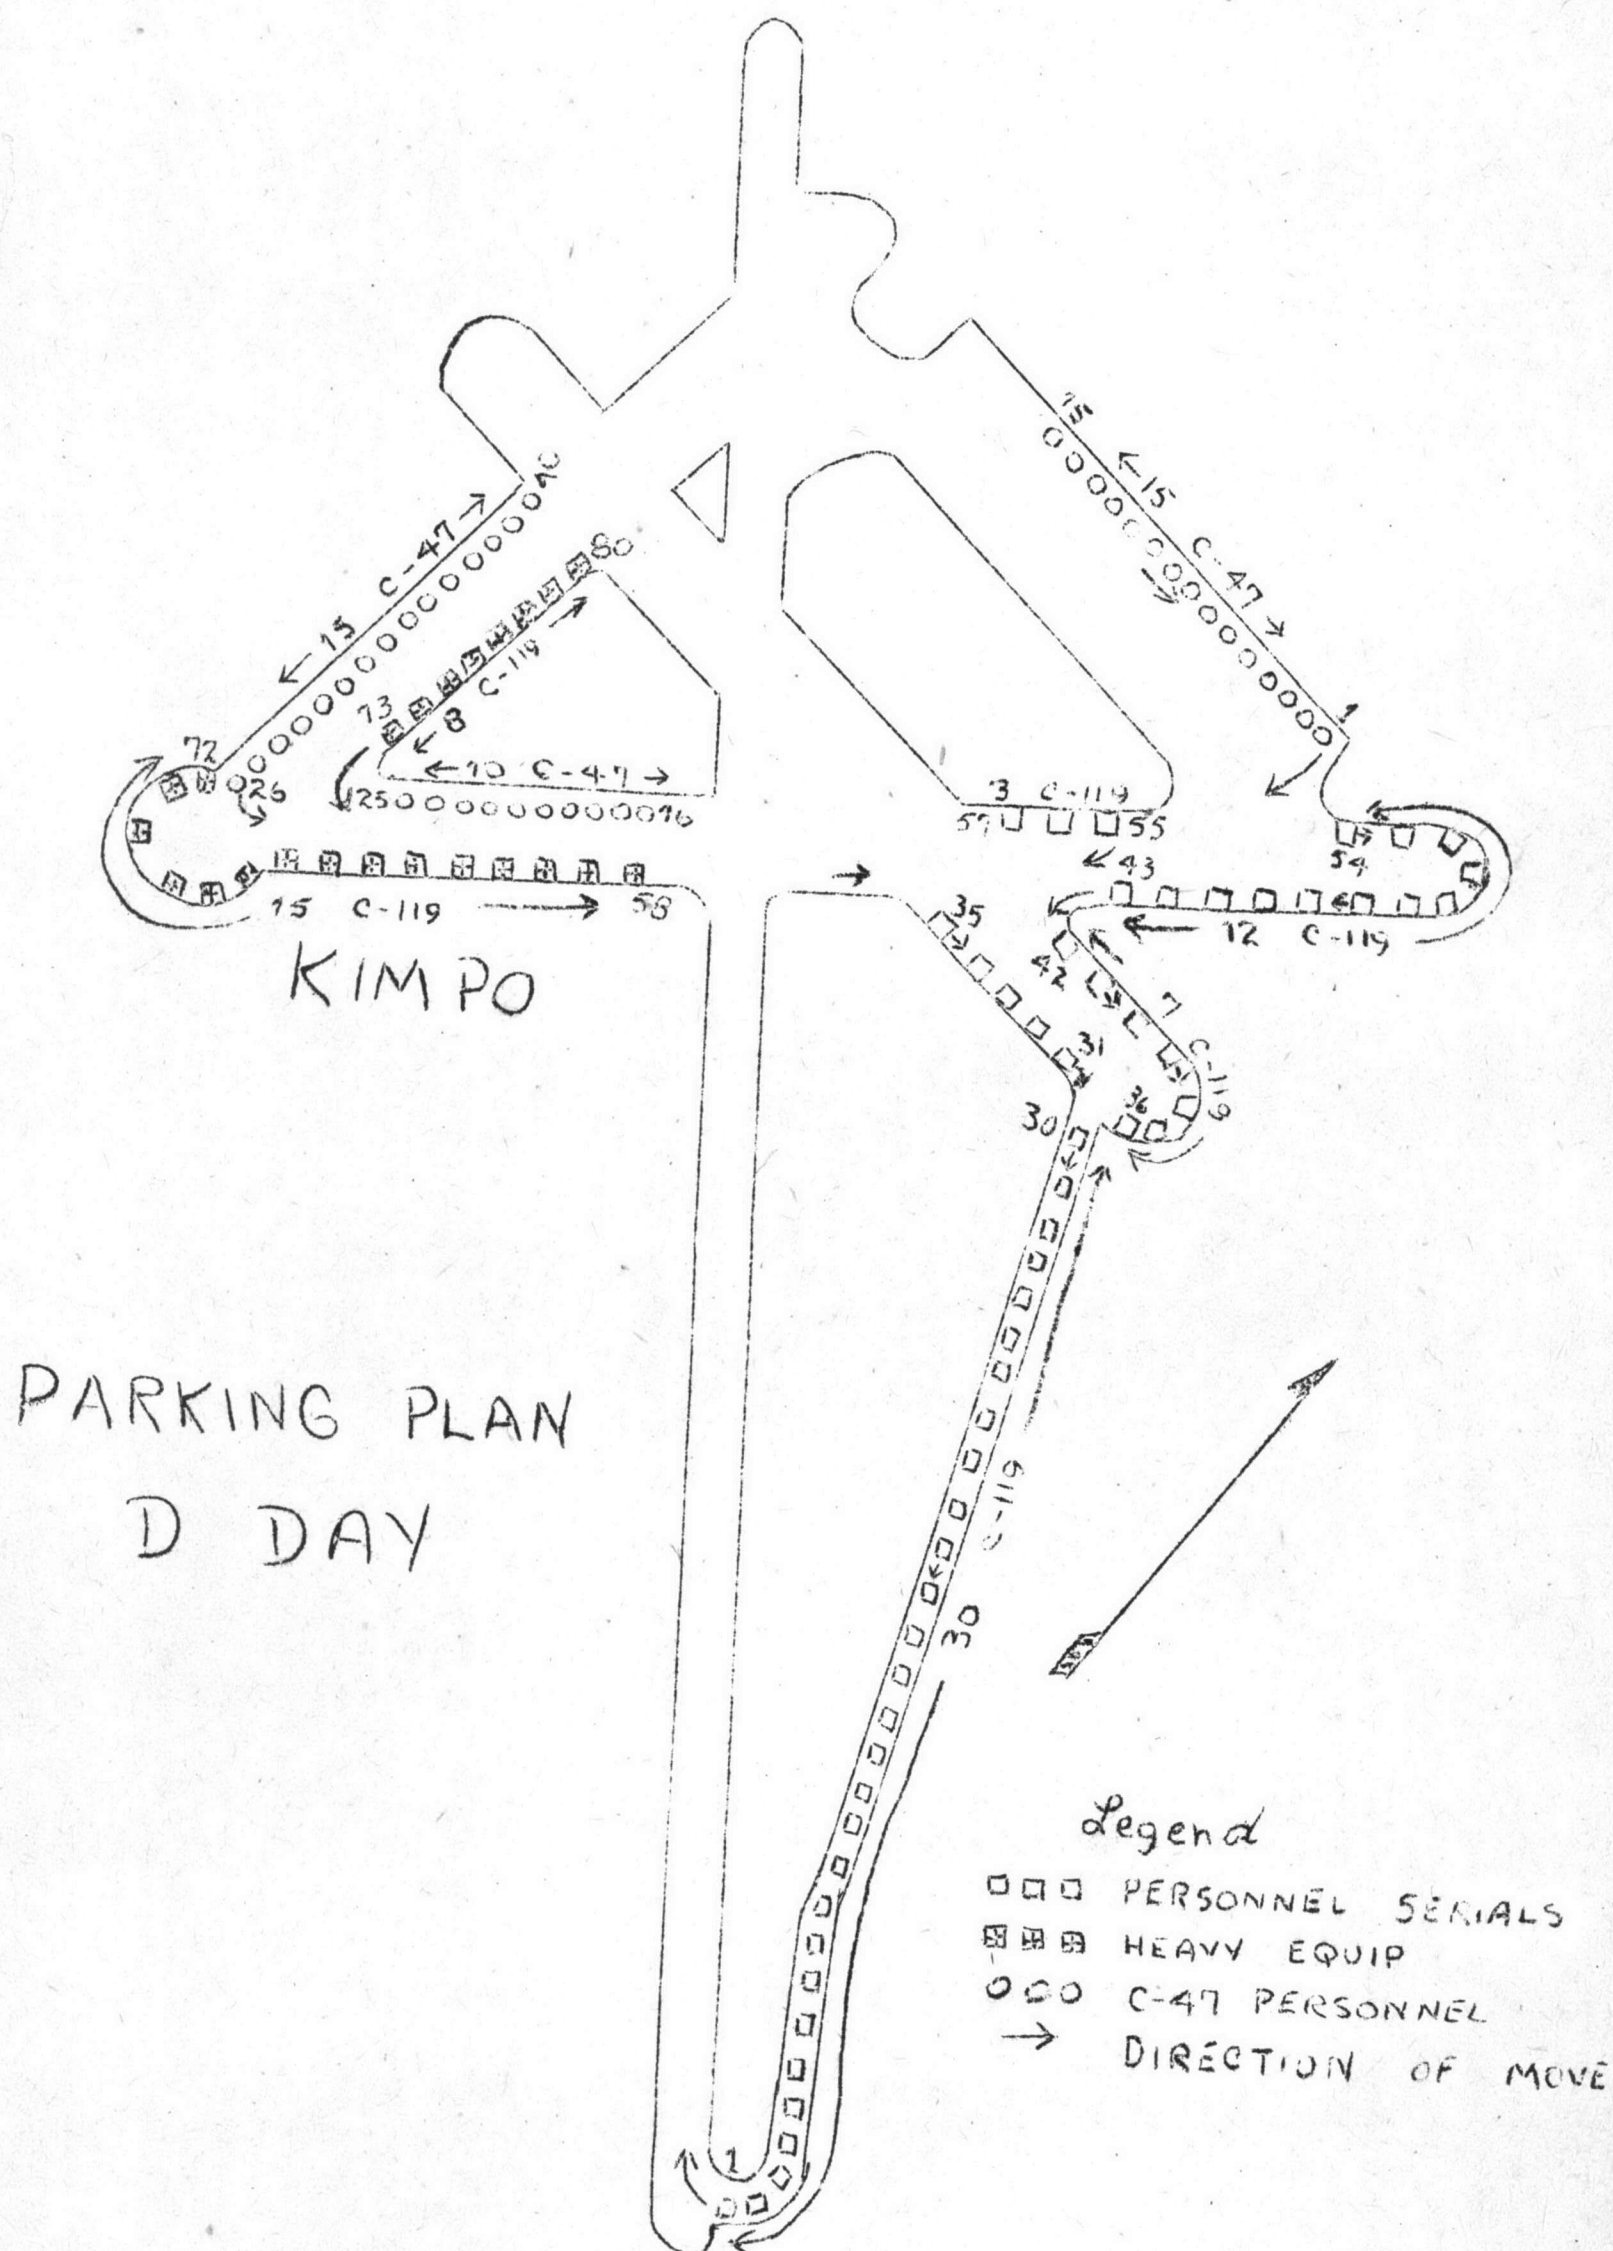 15
← 15 C-47 →
1
40
← 15 C-47 →
80
← 8 C-119 →
73
72
26
← 10 C-47 →
25
16
3 C-119
57
55
54
43
15 C-119 →
58
← 12 C-119
KIMPO
35
42
7 C-119
31
36
30
30 C-119
PARKING PLAN
D DAY
1
Legend
PERSONNEL SERIALS
HEAVY EQUIP
C-47 PERSONNEL
→ DIRECTION OF MOVE